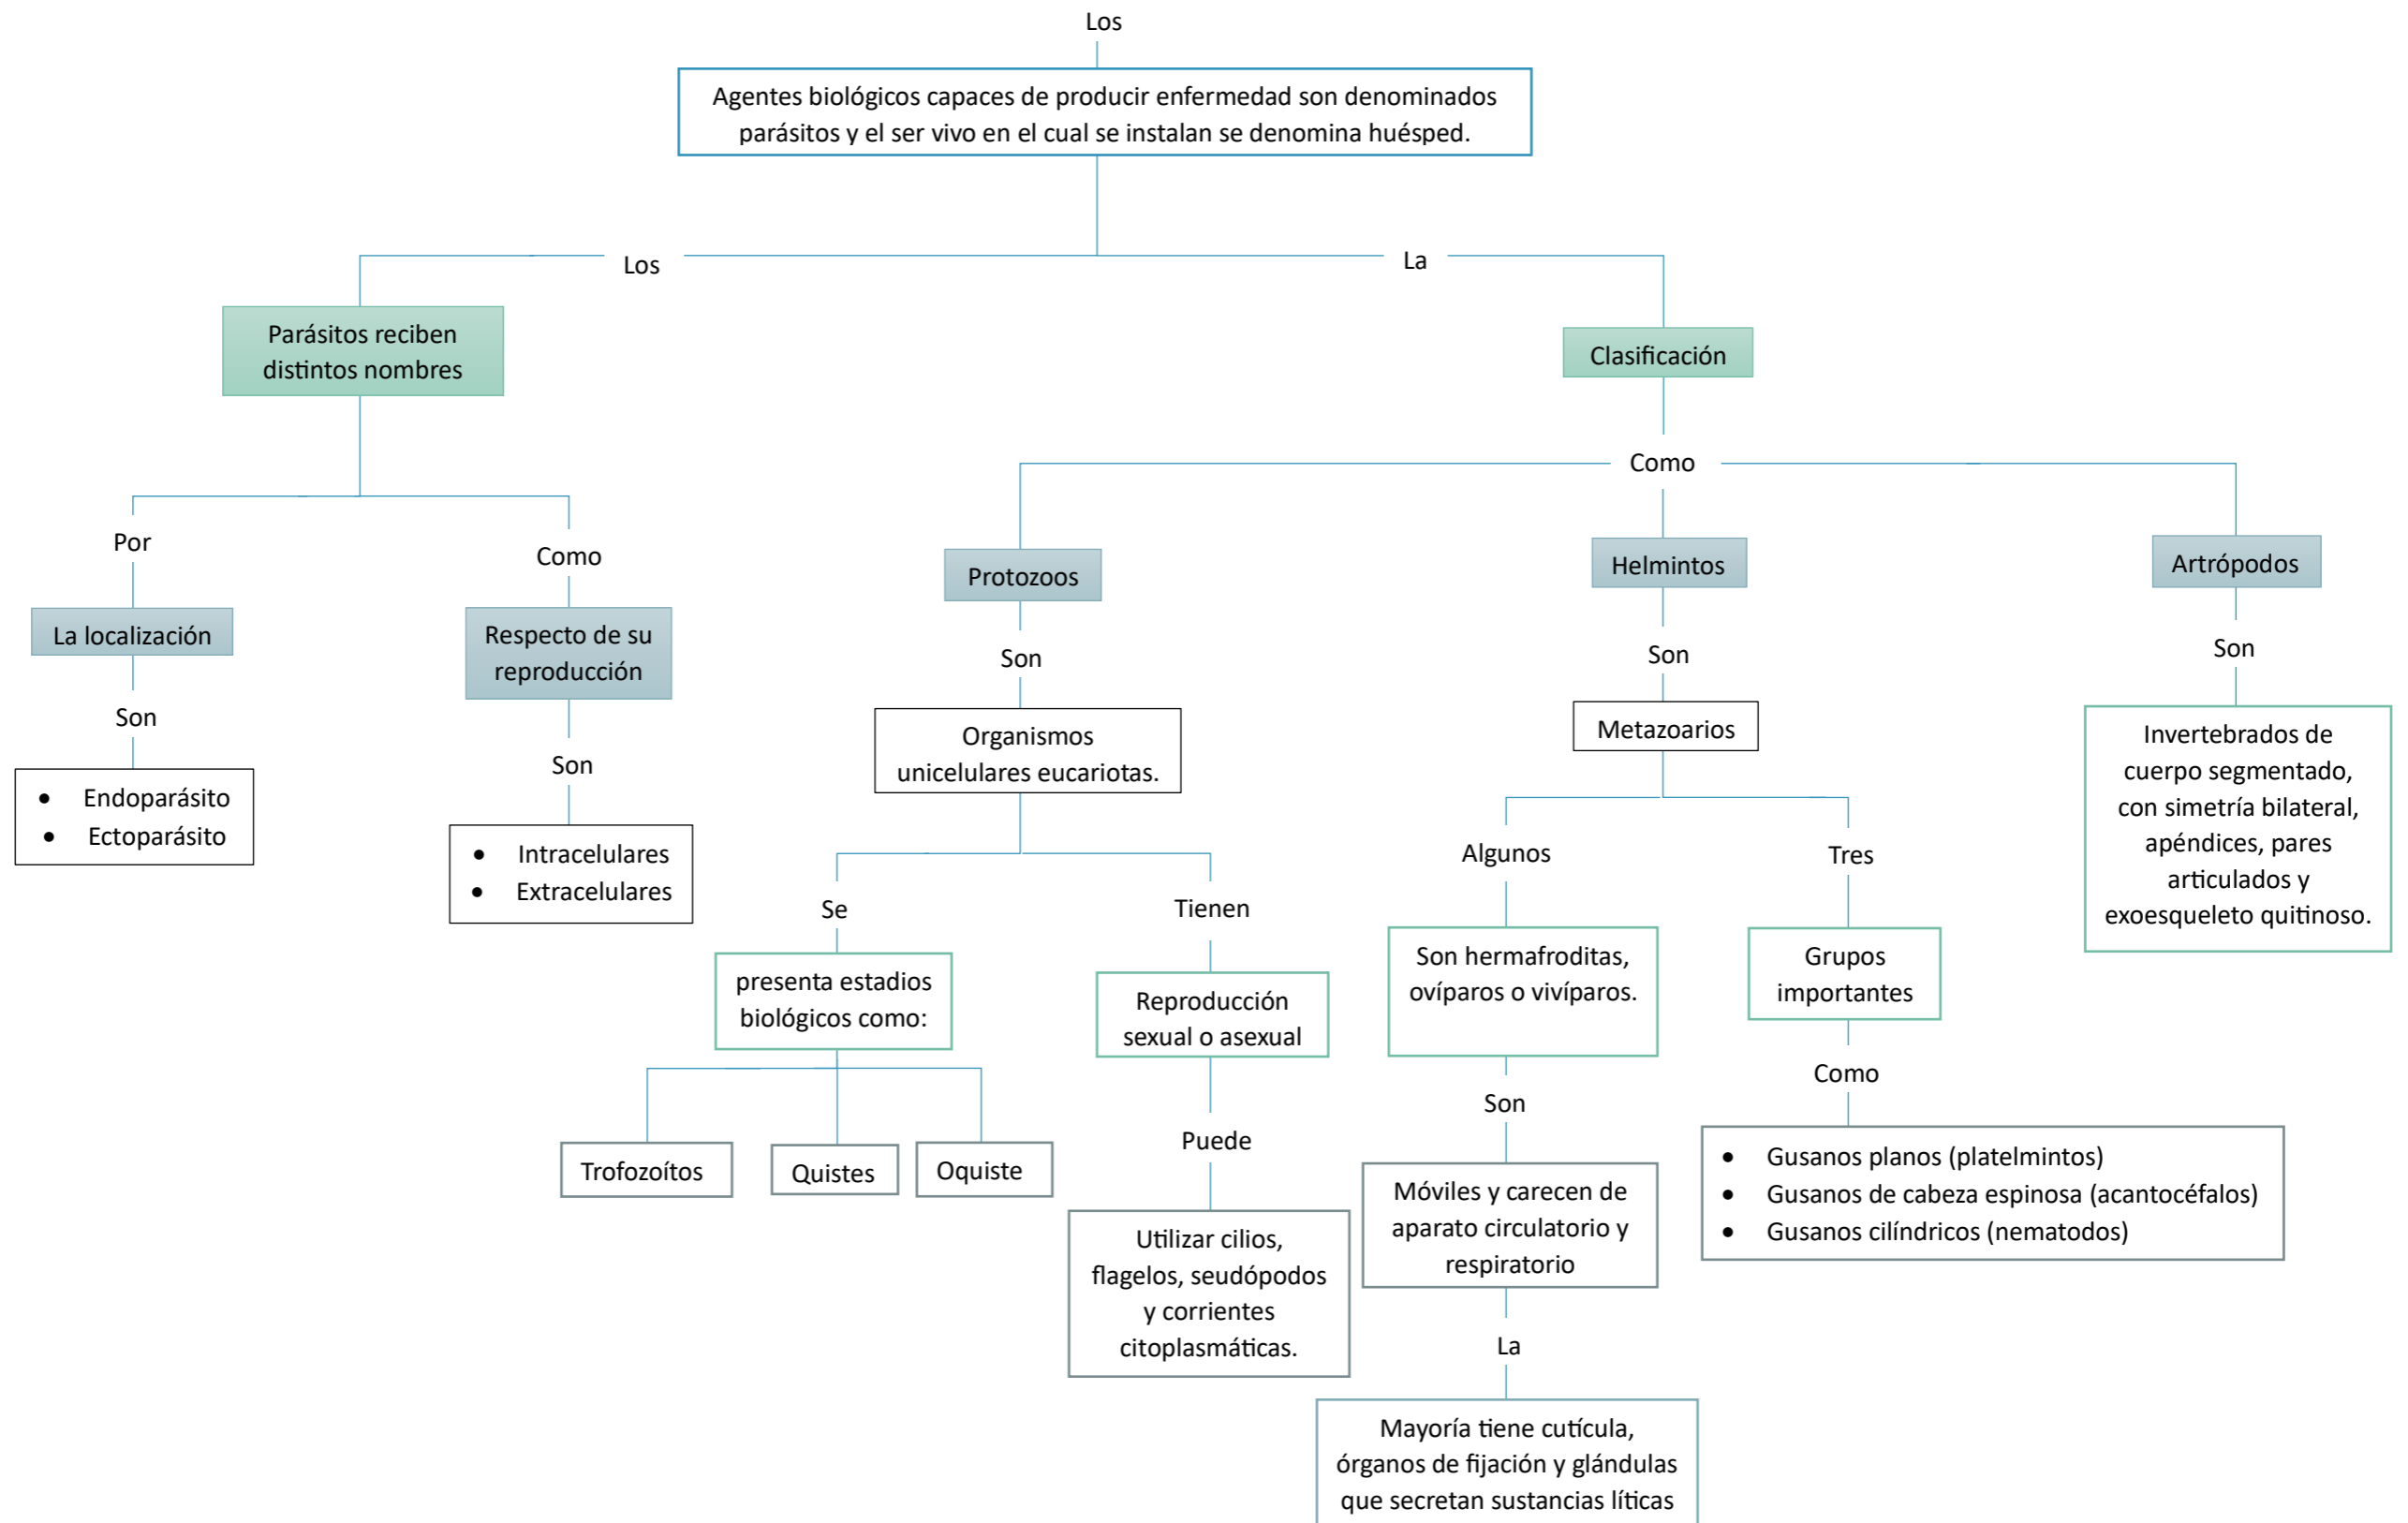 Los
Agentes biológicos capaces de producir enfermedad son denominados
parásitos y el ser vivo en el cual se instalan se denomina huésped.
Los
Parásitos reciben
distintos nombres
Por
La localización
Son
• Endoparásito
• Ectoparásito
Como
Respecto de su
reproducción
Son
• Intracelulares
• Extracelulares
La
Clasificación
Como
Protozoos
Son
Organismos
unicelulares eucariotas.
Se
presenta estadios
biológicos como:
Trofozoítos
Quistes
Oquiste
Tienen
Reproducción
sexual o asexual
Puede
Utilizar cilios,
flagelos, seudópodos
y corrientes
citoplasmáticas.
Helmintos
Son
Metazoarios
Algunos
Son hermafroditas,
ovíparos o vivíparos.
Son
Móviles y carecen de
aparato circulatorio y
respiratorio
La
Mayoría tiene cutícula,
órganos de fijación y glándulas
que secretan sustancias líticas
Tres
Grupos
importantes
Como
• Gusanos planos (platelmintos)
• Gusanos de cabeza espinosa (acantocéfalos)
• Gusanos cilíndricos (nematodos)
Artrópodos
Son
Invertebrados de
cuerpo segmentado,
con simetría bilateral,
apéndices, pares
articulados y
exoesqueleto quitinoso.